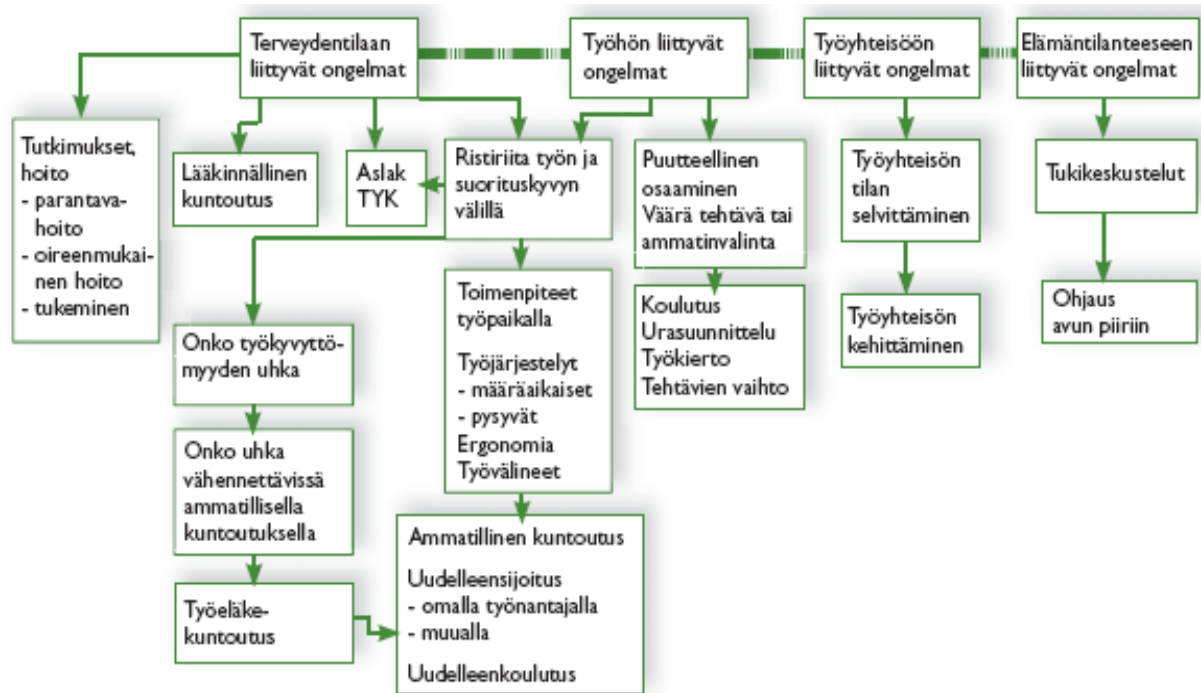 Terveydentilaan
liittyvät ongelmat
Työhön liittyvät
ongelmat
Työyhteisöön
liittyvät ongelmat
Elämäntilanteeseen
liittyvät ongelmat
Tutkimukset,
hoito
- parantava-
hoito
- oireenmukai-
nen hoito
- tukeminen
Lääkinnällinen
kuntoutus
Aslak
TYK
Ristiriita työn ja
suorituskyvyn
välillä
Puutteellinen
osaaminen
Väärä tehtävä tai
ammatinvalinta
Työyhteisön
tilan
selvittäminen
Tukikeskustelut
Onko työkyvyttö-
myyden uhka
Toimenpiteet
työpaikalla
Työjärjestelyt
- määräaikaiset
- pysyvät
Ergonomia
Työvälineet
Koulutus
Urasuunnittelu
Työkierto
Tehtävien vaihto
Työyhteisön
kehittäminen
Ohjaus
avun piiriin
Onko uhka
vähennettävissä
ammatillisella
kuntoutuksella
Työeläke-
kuntoutus
Ammatillinen kuntoutus
Uudelleensijoitus
- omalla työnantajalla
- muualla
Uudelleenkoulutus